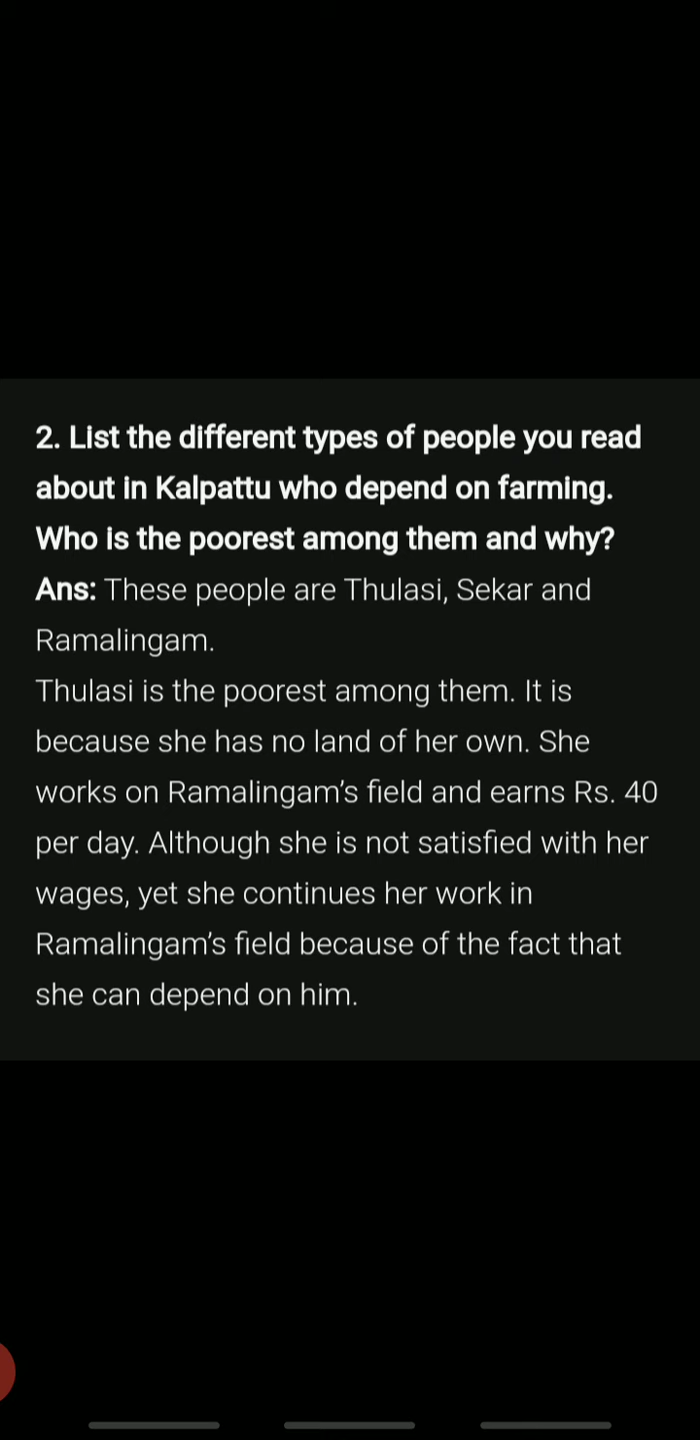 2. List the different types of people you read
about in Kalpattu who depend on farming.
Who is the poorest among them and why?
Ans: These people are Thulasi, Sekar and
Ramalingam.
Thulasi is the poorest among them. It is
because she has no land of her own. She
works on Ramalingam’s field and earns Rs. 40
per day. Although she is not satisfied with her
wages, yet she continues her work in
Ramalingam’s field because of the fact that
she can depend on him.